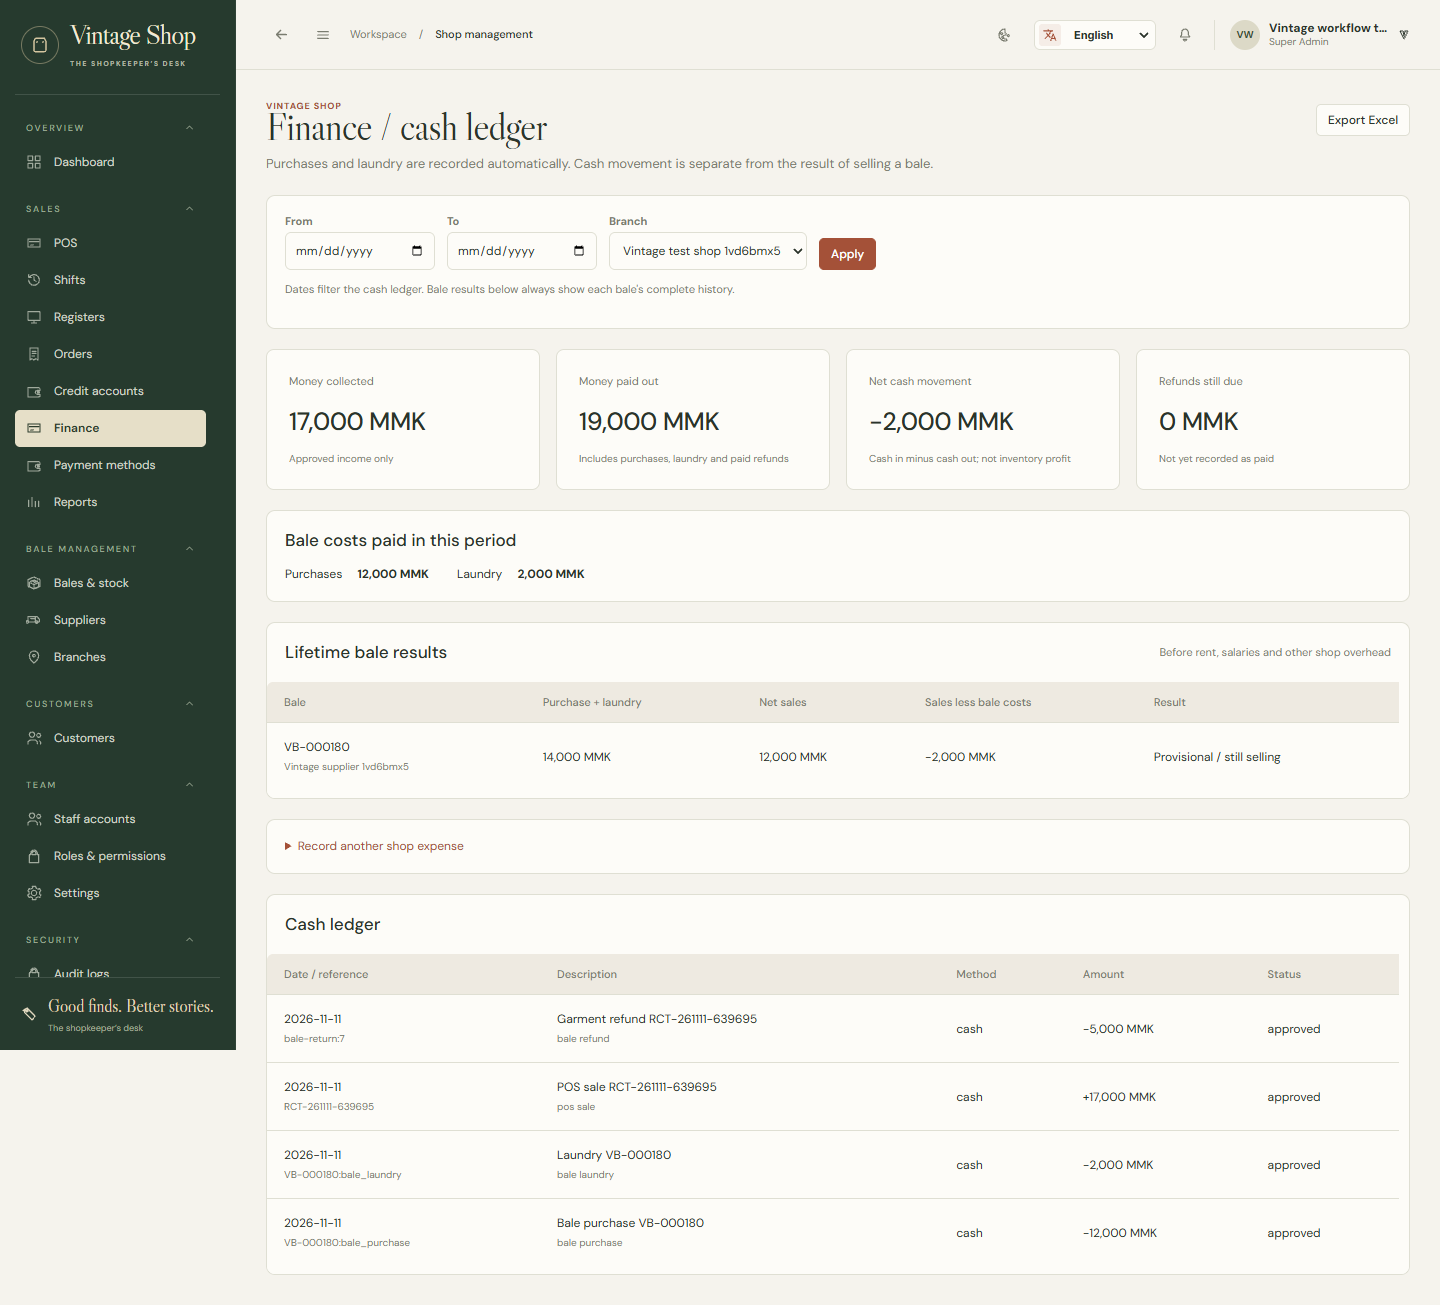 Vintage Shop
THE SHOPKEEPER'S DESK
OVERVIEW
Dashboard
SALES
POS
Shifts
Registers
Orders
Credit accounts
Finance
Payment methods
Reports
BALE MANAGEMENT
Bales & stock
Suppliers
Branches
CUSTOMERS
Customers
TEAM
Staff accounts
Roles & permissions
Settings
SECURITY
Audit logs
Good finds. Better stories.
The shopkeeper's desk
Workspace / Shop management
English
VW
Vintage workflow t...
Super Admin
VINTAGE SHOP
Finance / cash ledger
Purchases and laundry are recorded automatically. Cash movement is separate from the result of selling a bale.
Export Excel
From To Branch
mm/dd/yyyy mm/dd/yyyy Vintage test shop 1vd6bmx5 Apply
Dates filter the cash ledger. Bale results below always show each bale's complete history.
Money collected
17,000 MMK
Approved income only
Money paid out
19,000 MMK
Includes purchases, laundry and paid refunds
Net cash movement
-2,000 MMK
Cash in minus cash out; not inventory profit
Refunds still due
0 MMK
Not yet recorded as paid
Bale costs paid in this period
Purchases 12,000 MMK Laundry 2,000 MMK
Lifetime bale results
Before rent, salaries and other shop overhead
Bale Purchase + laundry Net sales Sales less bale costs Result
VB-000180
Vintage supplier 1vd6bmx5
14,000 MMK 12,000 MMK -2,000 MMK Provisional / still selling
Record another shop expense
Cash ledger
Date / reference Description Method Amount Status
2026-11-11 Garment refund RCT-261111-639695
bale-return:7 bale refund
cash -5,000 MMK approved
2026-11-11 POS sale RCT-261111-639695
RCT-261111-639695 pos sale
cash +17,000 MMK approved
2026-11-11 Laundry VB-000180
VB-000180:bale_laundry bale laundry
cash -2,000 MMK approved
2026-11-11 Bale purchase VB-000180
VB-000180:bale_purchase bale purchase
cash -12,000 MMK approved